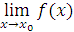 lim f(x)
x→x₀